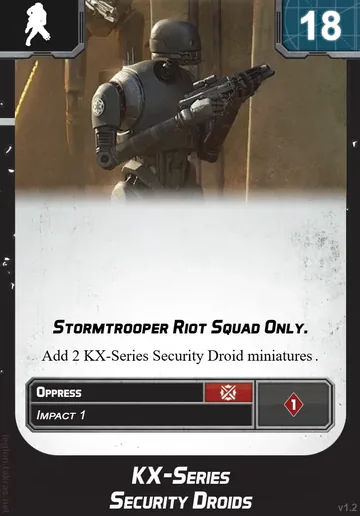 18
Stormtrooper Riot Squad Only.
Add 2 KX-Series Security Droid miniatures.
Oppress
Impact 1
1
KX-Series
Security Droids
v1.2